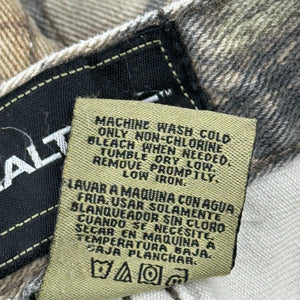 MACHINE WASH COLD
ONLY NON-CHLORINE
BLEACH WHEN NEEDED.
TUMBLE DRY LOW.
REMOVE PROMPTLY.
LOW IRON.
LAVAR A MAQUINA CON AGUA
FRIA. USAR SOLAMENTE
BLANQUEADOR SIN CLORO
CUANDO SE NECESITE.
SECAR EN MAQUINA A
TEMPERATURA BAJA.